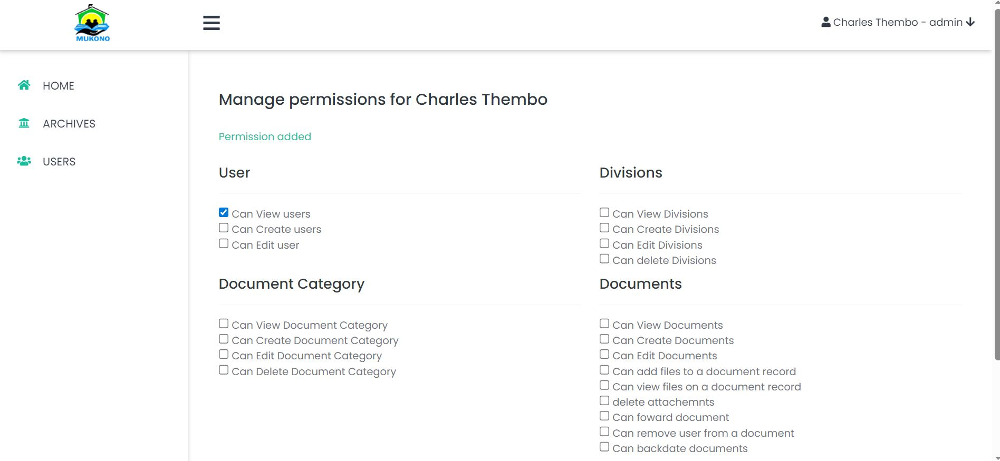 MUKONO
Charles Thembo - admin
HOME
ARCHIVES
USERS
Manage permissions for Charles Thembo
Permission added
User
Can View users
Can Create users
Can Edit user
Divisions
Can View Divisions
Can Create Divisions
Can Edit Divisions
Can delete Divisions
Document Category
Can View Document Category
Can Create Document Category
Can Edit Document Category
Can Delete Document Category
Documents
Can View Documents
Can Create Documents
Can Edit Documents
Can add files to a document record
Can view files on a document record
delete attachemnts
Can foward document
Can remove user from a document
Can backdate documents